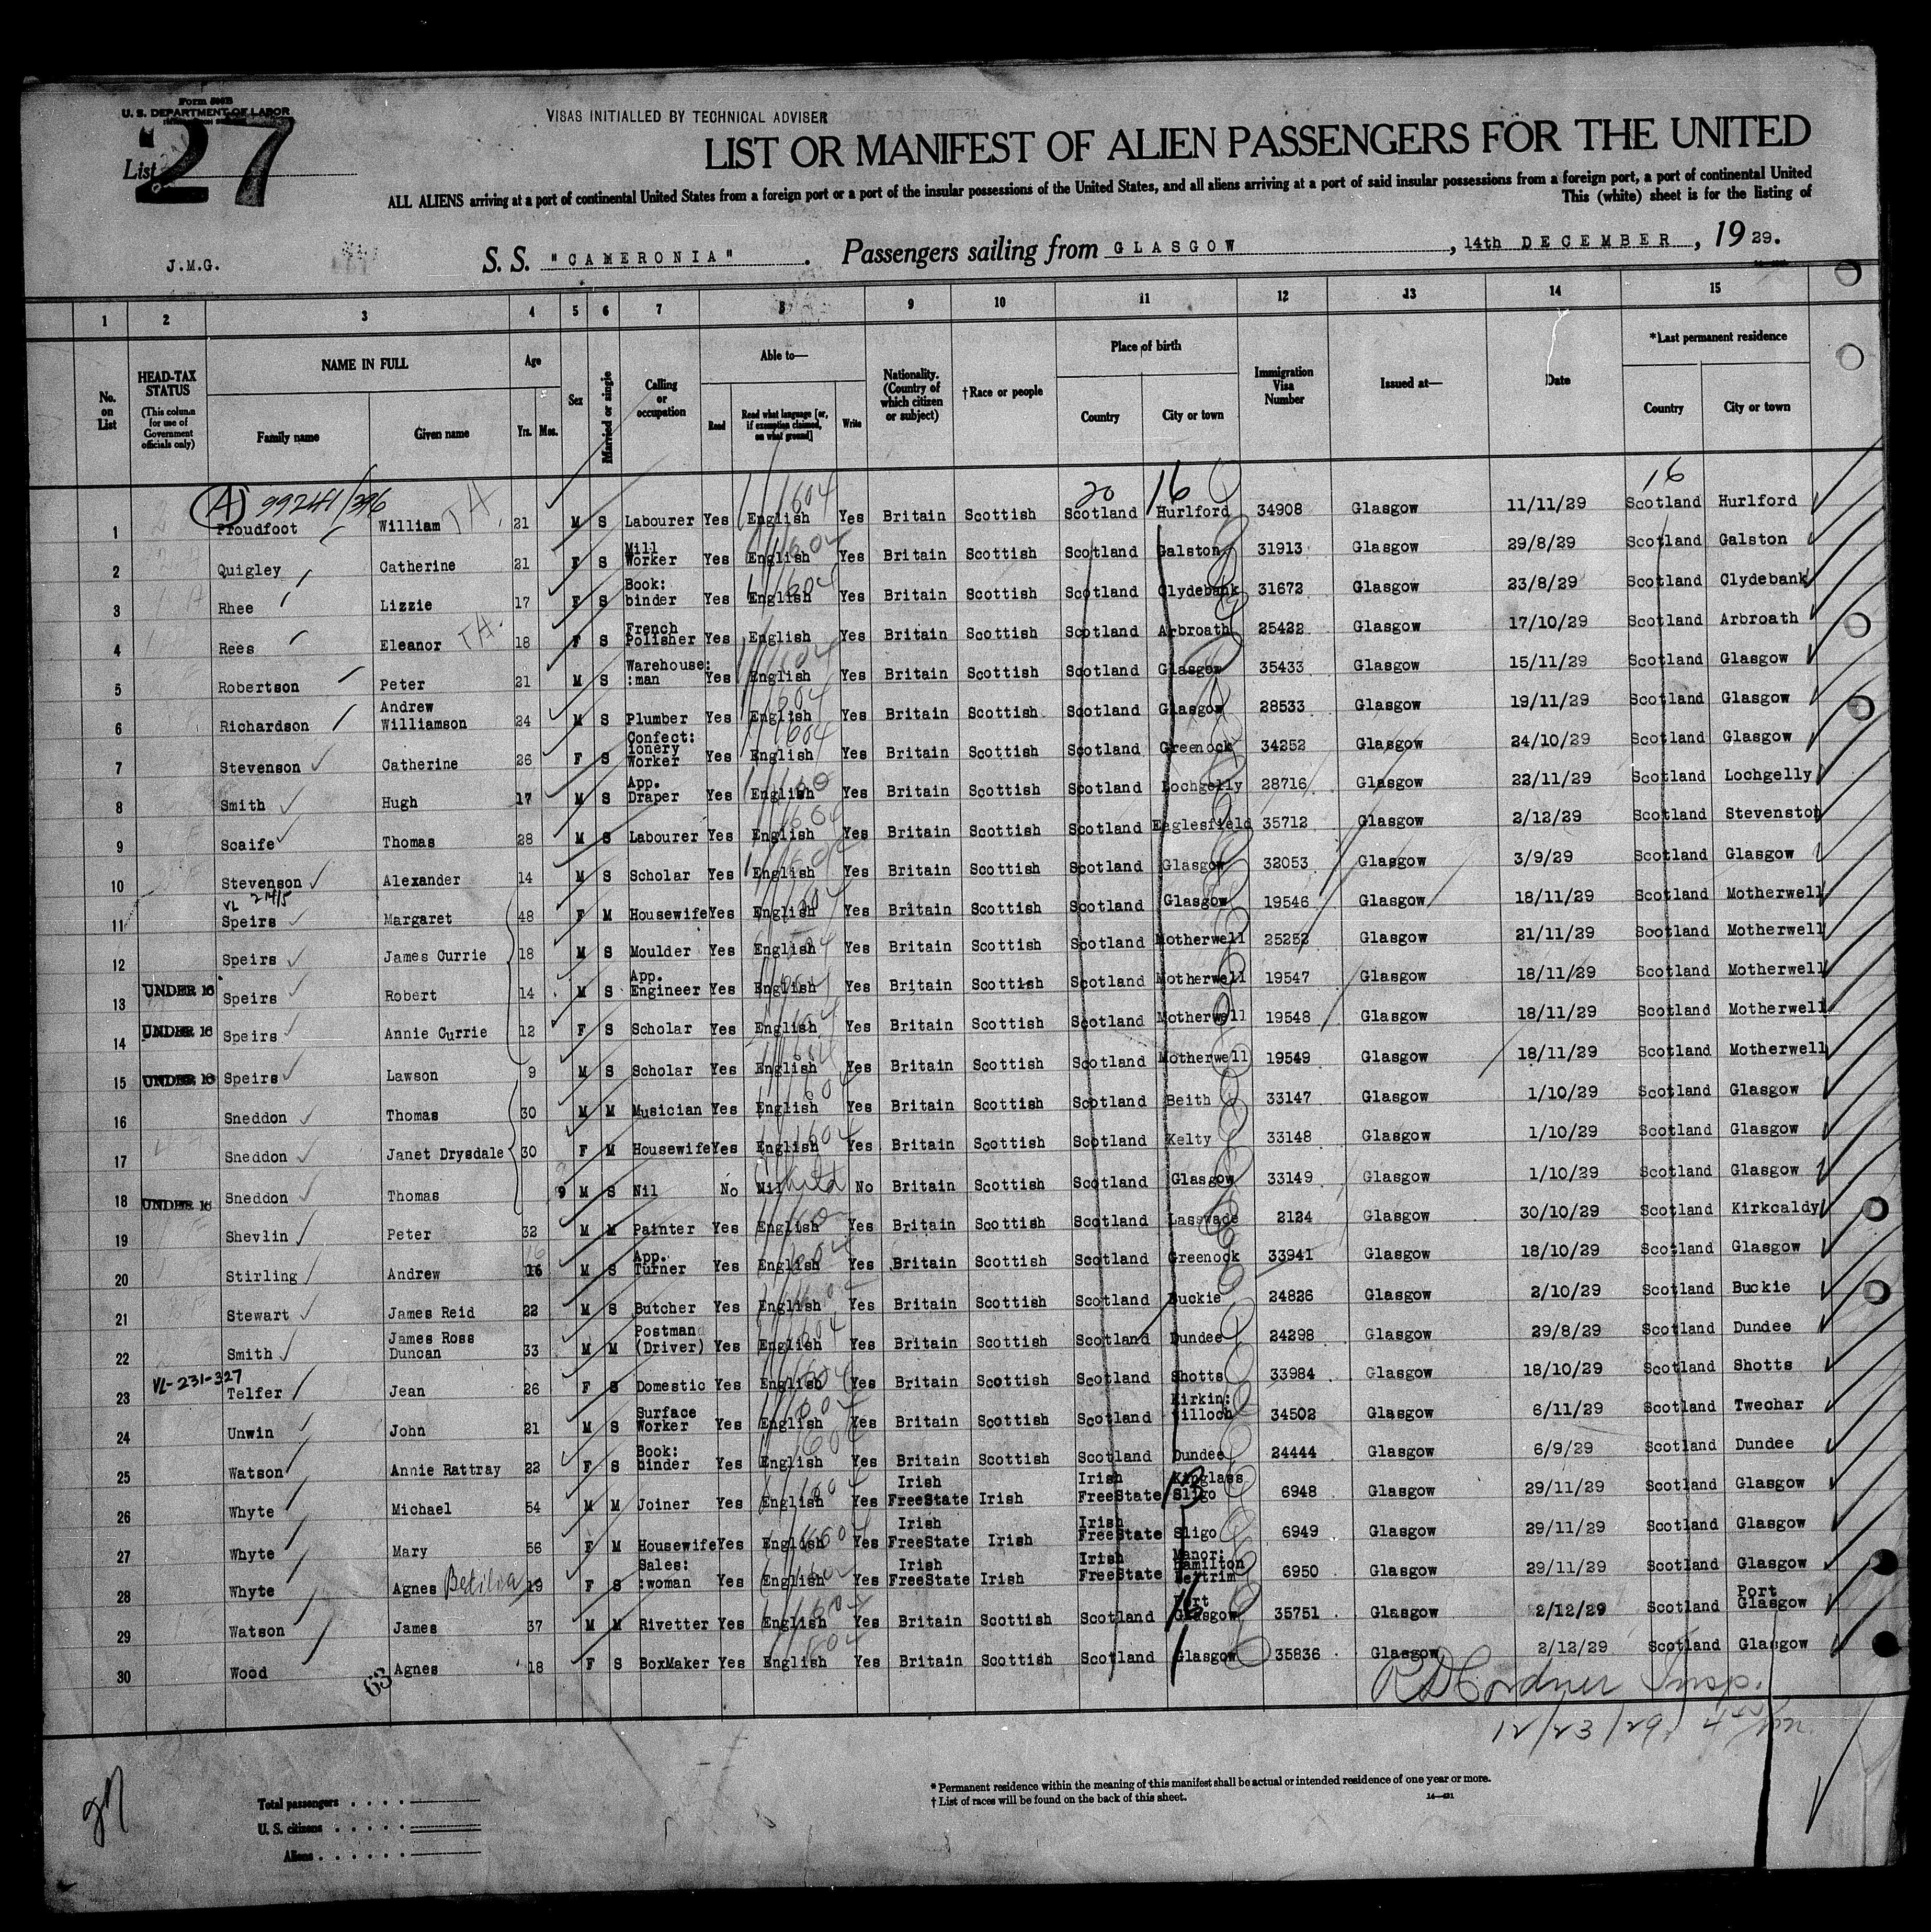 Form 500B
U. S. DEPARTMENT OF LABOR
List 27
VISAS INITIALLED BY TECHNICAL ADVISER
LIST OR MANIFEST OF ALIEN PASSENGERS FOR THE UNITED
ALL ALIENS arriving at a port of continental United States from a foreign port or a port of the insular possessions of the United States, and all aliens arriving at a port of said insular possessions from a foreign port, a port of continental United
This (white) sheet is for the listing of
J.M.G. S. S. "CAMERONIA". Passengers sailing from GLASGOW, 14th DECEMBER, 19 29.
1 2 3 4 5 6 7 8 9 10 11 12 13 14 15
No. on List
HEAD-TAX STATUS (This column for use of Government officials only)
NAME IN FULL Family name Given name
Age Yrs. Mos.
Sex
Married or single
Calling or occupation
Able to— Read Read what language [or, if exemption claimed, on what ground] Write
Nationality. (Country of which citizen or subject)
†Race or people
Place of birth Country City or town
Immigration Visa Number
Issued at—
Date
*Last permanent residence Country City or town
(A) 99241/396 20 16 16
1 Proudfoot William 21 M S Labourer Yes English Yes Britain Scottish Scotland Hurlford 34908 Glasgow 11/11/29 Scotland Hurlford
2 Quigley Catherine 21 F S Mill Worker Yes English Yes Britain Scottish Scotland Galston 31913 Glasgow 29/8/29 Scotland Galston
3 Rhee Lizzie 17 F S Book: binder Yes English Yes Britain Scottish Scotland Clydebank 31672 Glasgow 23/8/29 Scotland Clydebank
4 Rees Eleanor 18 F S French Polisher Yes English Yes Britain Scottish Scotland Arbroath 25422 Glasgow 17/10/29 Scotland Arbroath
5 Robertson Peter 21 M S Warehouse: :man Yes English Yes Britain Scottish Scotland Glasgow 35433 Glasgow 15/11/29 Scotland Glasgow
6 Richardson Andrew Williamson 24 M S Plumber Yes English Yes Britain Scottish Scotland Glasgow 28533 Glasgow 19/11/29 Scotland Glasgow
7 Stevenson Catherine 26 F S Confect: ionery Worker Yes English Yes Britain Scottish Scotland Greenock 34252 Glasgow 24/10/29 Scotland Glasgow
8 Smith Hugh 17 M S App. Draper Yes English Yes Britain Scottish Scotland Lochgelly 28716 Glasgow 22/11/29 Scotland Lochgelly
9 Scaife Thomas 28 M S Labourer Yes English Yes Britain Scottish Scotland Eaglesfield 35712 Glasgow 2/12/29 Scotland Stevenston
10 Stevenson Alexander 14 M S Scholar Yes English Yes Britain Scottish Scotland Glasgow 32053 Glasgow 3/9/29 Scotland Glasgow
11 Speirs Margaret 48 F M Housewife Yes English Yes Britain Scottish Scotland Glasgow 19546 Glasgow 18/11/29 Scotland Motherwell
12 Speirs James Currie 18 M S Moulder Yes English Yes Britain Scottish Scotland Motherwell 25252 Glasgow 21/11/29 Scotland Motherwell
13 UNDER 16 Speirs Robert 14 M S App. Engineer Yes English Yes Britain Scottish Scotland Motherwell 19547 Glasgow 18/11/29 Scotland Motherwell
14 UNDER 16 Speirs Annie Currie 12 F S Scholar Yes English Yes Britain Scottish Scotland Motherwell 19548 Glasgow 18/11/29 Scotland Motherwell
15 UNDER 16 Speirs Lawson 9 M S Scholar Yes English Yes Britain Scottish Scotland Motherwell 19549 Glasgow 18/11/29 Scotland Motherwell
16 Sneddon Thomas 30 M M Musician Yes English Yes Britain Scottish Scotland Beith 33147 Glasgow 1/10/29 Scotland Glasgow
17 Sneddon Janet Drysdale 30 F M Housewife Yes English Yes Britain Scottish Scotland Kelty 33148 Glasgow 1/10/29 Scotland Glasgow
18 UNDER 16 Sneddon Thomas 9 M S Nil No Nil child No Britain Scottish Scotland Glasgow 33149 Glasgow 1/10/29 Scotland Glasgow
19 Shevlin Peter 32 M M Painter Yes English Yes Britain Scottish Scotland Lasswade 2124 Glasgow 30/10/29 Scotland Kirkcaldy
20 Stirling Andrew 16 M S App. Turner Yes English Yes Britain Scottish Scotland Greenock 33941 Glasgow 18/10/29 Scotland Glasgow
21 Stewart James Reid 22 M S Butcher Yes English Yes Britain Scottish Scotland Buckie 24826 Glasgow 2/10/29 Scotland Buckie
22 Smith James Ross Duncan 33 M M Postman (Driver) Yes English Yes Britain Scottish Scotland Dundee 24298 Glasgow 29/8/29 Scotland Dundee
VL-231-327
23 Telfer Jean 26 F S Domestic Yes English Yes Britain Scottish Scotland Shotts 33984 Glasgow 18/10/29 Scotland Shotts
24 Unwin John 21 M S Surface Worker Yes English Yes Britain Scottish Scotland Kirkin: tilloch 34502 Glasgow 6/11/29 Scotland Twechar
25 Watson Annie Rattray 22 F S Book: binder Yes English Yes Britain Scottish Scotland Dundee 24444 Glasgow 6/9/29 Scotland Dundee
26 Whyte Michael 54 M M Joiner Yes English Yes Irish FreeState Irish Irish FreeState Kinglass Sligo 6948 Glasgow 29/11/29 Scotland Glasgow
27 Whyte Mary 56 F M Housewife Yes English Yes Irish FreeState Irish Irish FreeState Sligo 6949 Glasgow 29/11/29 Scotland Glasgow
28 Whyte Agnes 19 F S Sales: :woman Yes English Yes Irish FreeState Irish Irish FreeState Manor: Hamilton 6950 Glasgow 29/11/29 Scotland Glasgow
29 Watson James 37 M M Rivetter Yes English Yes Britain Scottish Scotland Port Glasgow 35751 Glasgow 2/12/29 Scotland Port Glasgow
30 Wood Agnes 18 F S BoxMaker Yes English Yes Britain Scottish Scotland Glasgow 35836 Glasgow 2/12/29 Scotland Glasgow
63
Insp.
12/23/29
Total passengers
U. S. citizens
Aliens
* Permanent residence within the meaning of this manifest shall be actual or intended residence of one year or more.
† List of races will be found on the back of this sheet.